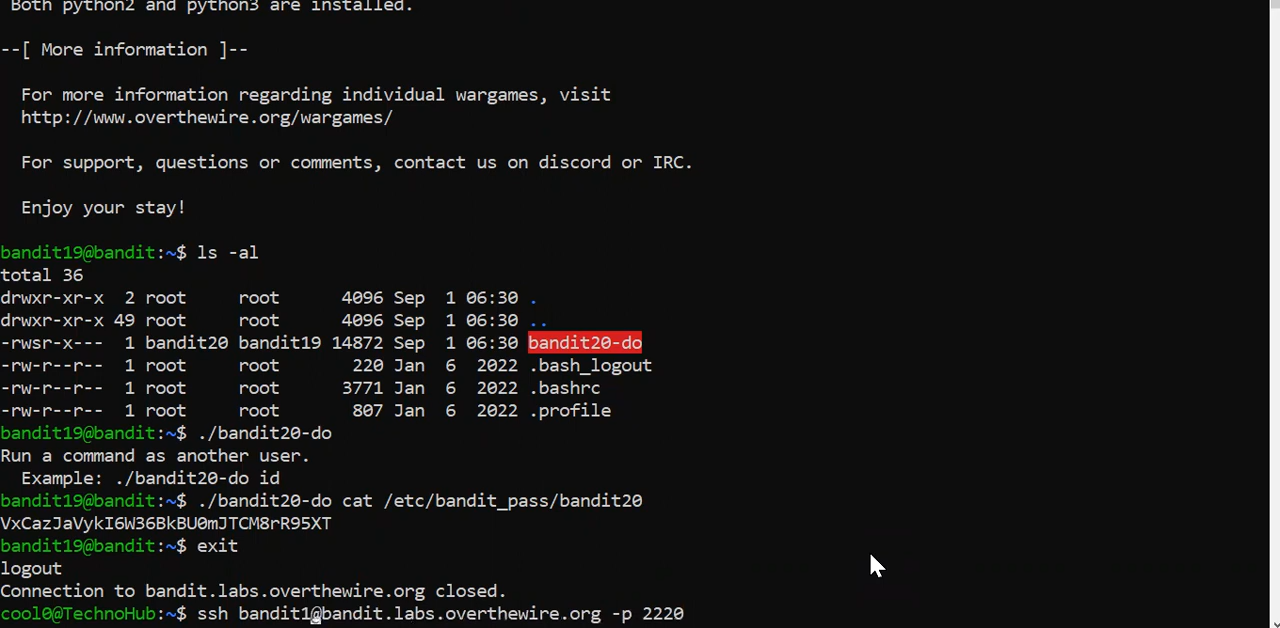 Both python2 and python3 are installed.
--[ More information ]--
For more information regarding individual wargames, visit
http://www.overthewire.org/wargames/
For support, questions or comments, contact us on discord or IRC.
Enjoy your stay!
bandit19@bandit:~$ ls -al
total 36
drwxr-xr-x 2 root root 4096 Sep 1 06:30 .
drwxr-xr-x 49 root root 4096 Sep 1 06:30 ..
-rwsr-x--- 1 bandit20 bandit19 14872 Sep 1 06:30 bandit20-do
-rw-r--r-- 1 root root 220 Jan 6 2022 .bash_logout
-rw-r--r-- 1 root root 3771 Jan 6 2022 .bashrc
-rw-r--r-- 1 root root 807 Jan 6 2022 .profile
bandit19@bandit:~$ ./bandit20-do
Run a command as another user.
Example: ./bandit20-do id
bandit19@bandit:~$ ./bandit20-do cat /etc/bandit_pass/bandit20
VxCazJaVykI6W36BkBU0mJTCM8rR95XT
bandit19@bandit:~$ exit
logout
Connection to bandit.labs.overthewire.org closed.
cool0@TechnoHub:~$ ssh bandit1@bandit.labs.overthewire.org -p 2220